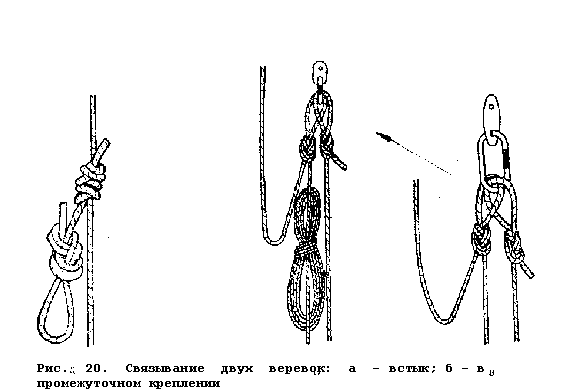 Рис. 20. Связывание двух веревок: а - встык; б - в
промежуточном креплении